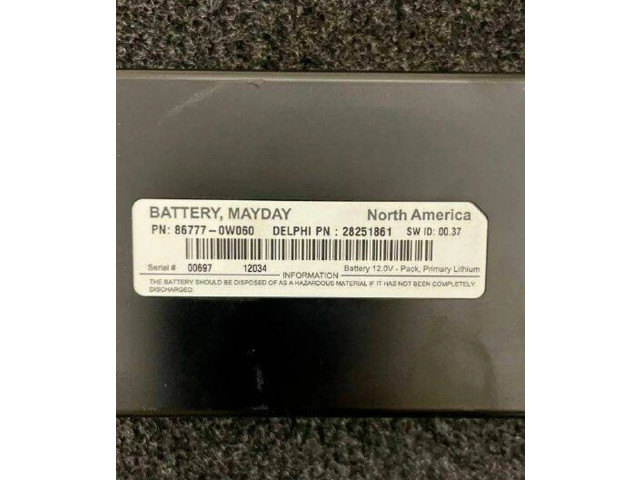 BATTERY, MAYDAY North America
PN: 86777-0W060 DELPHI PN : 28251861 SW ID: 00.37
Serial # 00697 12034 Battery 12.0V - Pack, Primary Lithium
INFORMATION
THE BATTERY SHOULD BE DISPOSED OF AS A HAZARDOUS MATERIAL IF IT HAS NOT BEEN COMPLETELY
DISCHARGED.